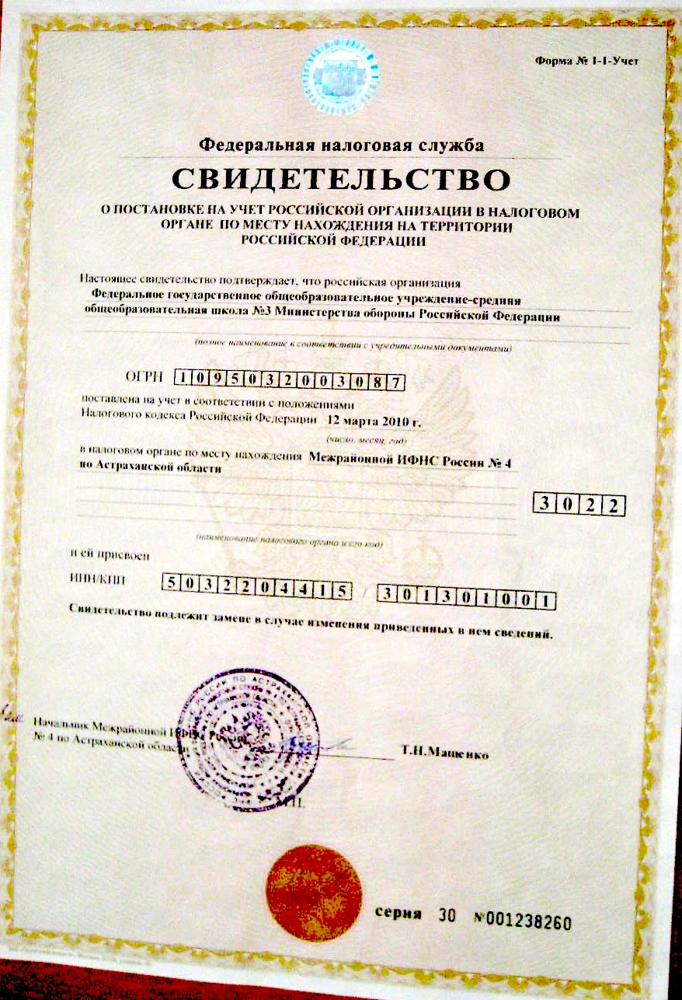 Форма № 1-1-Учет
Федеральная налоговая служба
СВИДЕТЕЛЬСТВО
О ПОСТАНОВКЕ НА УЧЕТ РОССИЙСКОЙ ОРГАНИЗАЦИИ В НАЛОГОВОМ
ОРГАНЕ ПО МЕСТУ НАХОЖДЕНИЯ НА ТЕРРИТОРИИ
РОССИЙСКОЙ ФЕДЕРАЦИИ
Настоящее свидетельство подтверждает, что российская организация
Федеральное государственное общеобразовательное учреждение-средняя
общеобразовательная школа №3 Министерства обороны Российской Федерации
(полное наименование в соответствии с учредительными документами)
ОГРН 1095032003087
поставлена на учет в соответствии с положениями
Налогового кодекса Российской Федерации 12 марта 2010 г.
(число, месяц, год)
в налоговом органе по месту нахождения Межрайонной ИФНС России № 4
по Астраханской области
3022
(наименование налогового органа и его код)
и ей присвоен
ИНН/КПП 5032204415 / 301301001
Свидетельство подлежит замене в случае изменения приведенных в нем сведений.
Начальник Межрайонной ИФНС России
№ 4 по Астраханской области Т.Н.Мащенко
М.П.
серия 30 №001238260